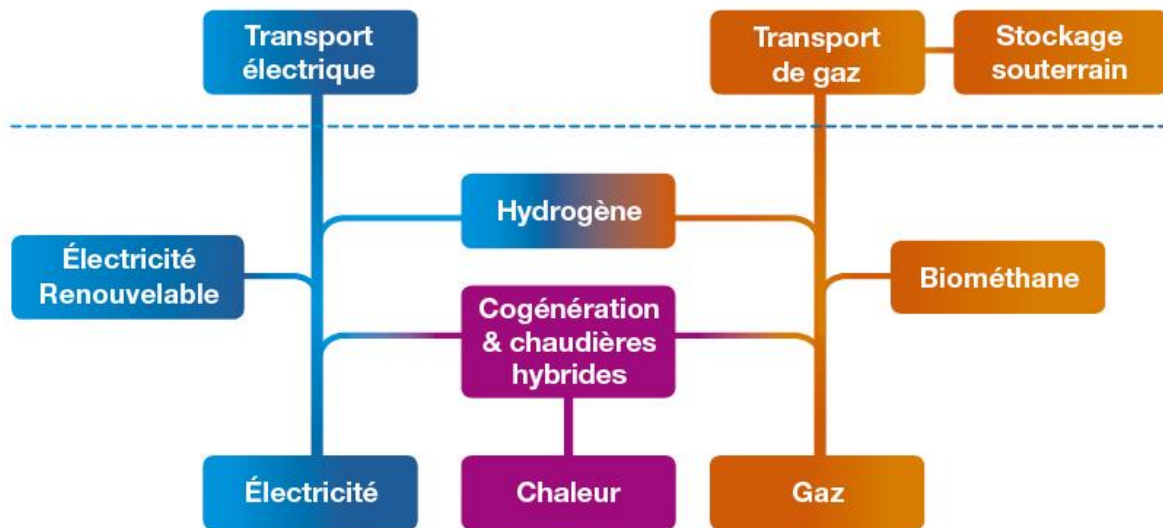 Transport
électrique
Transport
de gaz
Stockage
souterrain
Hydrogène
Électricité
Renouvelable
Biométhane
Cogénération
& chaudières
hybrides
Électricité
Chaleur
Gaz